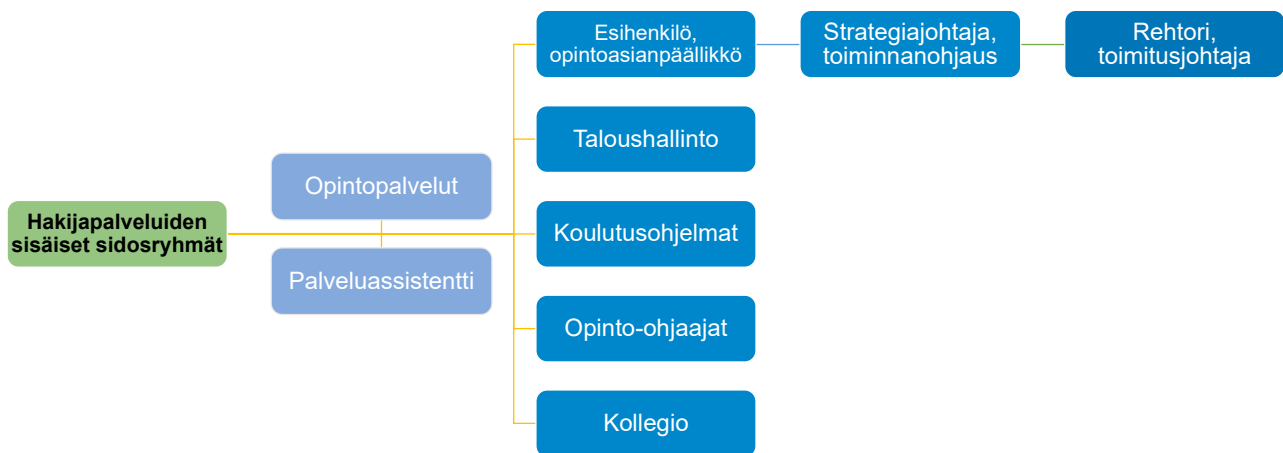 Hakijapalveluiden
sisäiset sidosryhmät
Opintopalvelut
Palveluassistentti
Esihenkilö,
opintoasianpäällikkö
Strategiajohtaja,
toiminnanohjaus
Rehtori,
toimitusjohtaja
Taloushallinto
Koulutusohjelmat
Opinto-ohjaajat
Kollegio